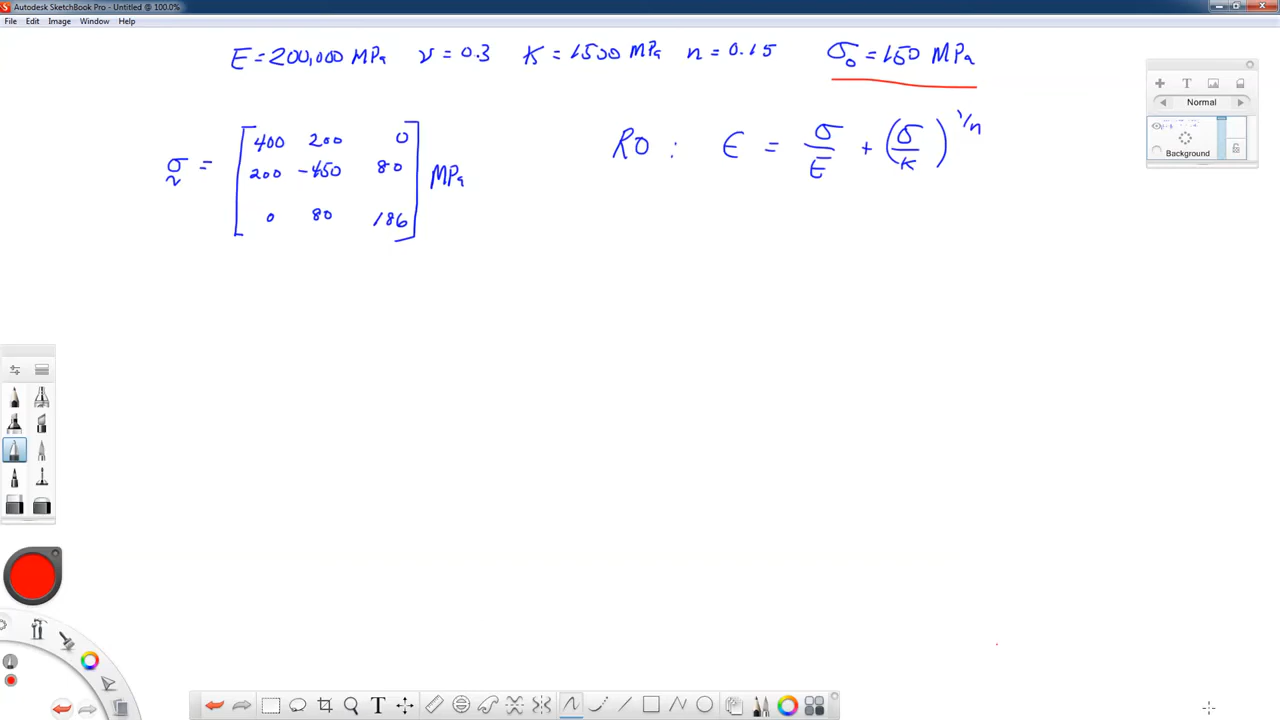 Autodesk SketchBook Pro - Untitled @ 100.0%
File Edit Image Window Help
E = 200,000 MPa ν = 0.3 K = 1500 MPa n = 0.15 σ₀ = 150 MPa
σ = [400 200 0
200 -450 80
0 80 186] MPa
RO : ε = σ/E + (σ/K)^1/n
T
Normal
Background
T